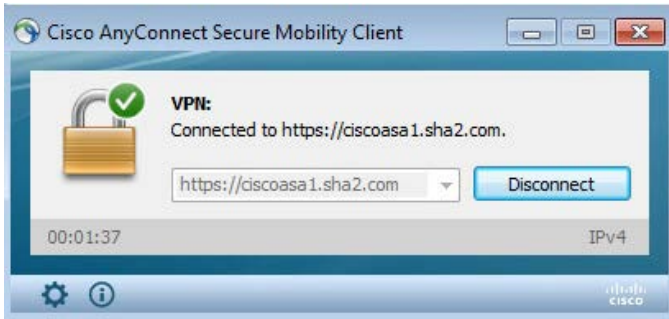 Cisco AnyConnect Secure Mobility Client
VPN:
Connected to https://ciscoasa1.sha2.com.
https://ciscoasa1.sha2.com
Disconnect
00:01:37
IPv4
cisco